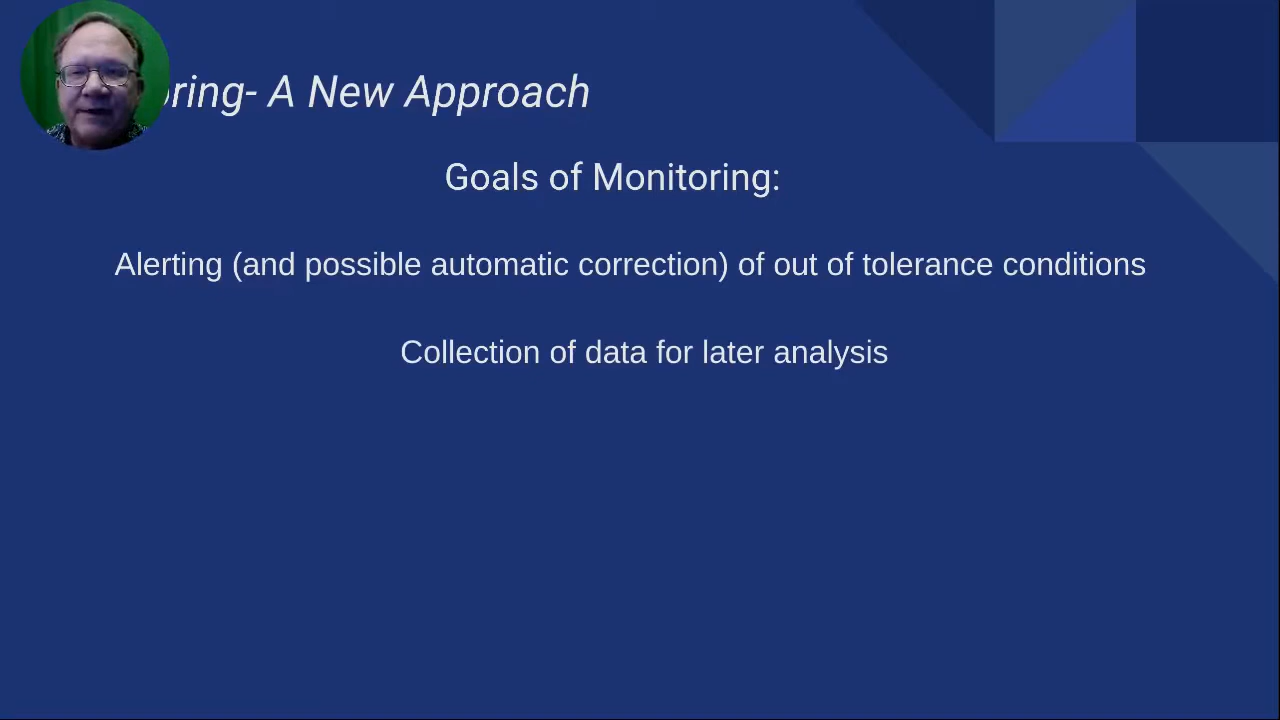 oring- A New Approach
Goals of Monitoring:
Alerting (and possible automatic correction) of out of tolerance conditions
Collection of data for later analysis